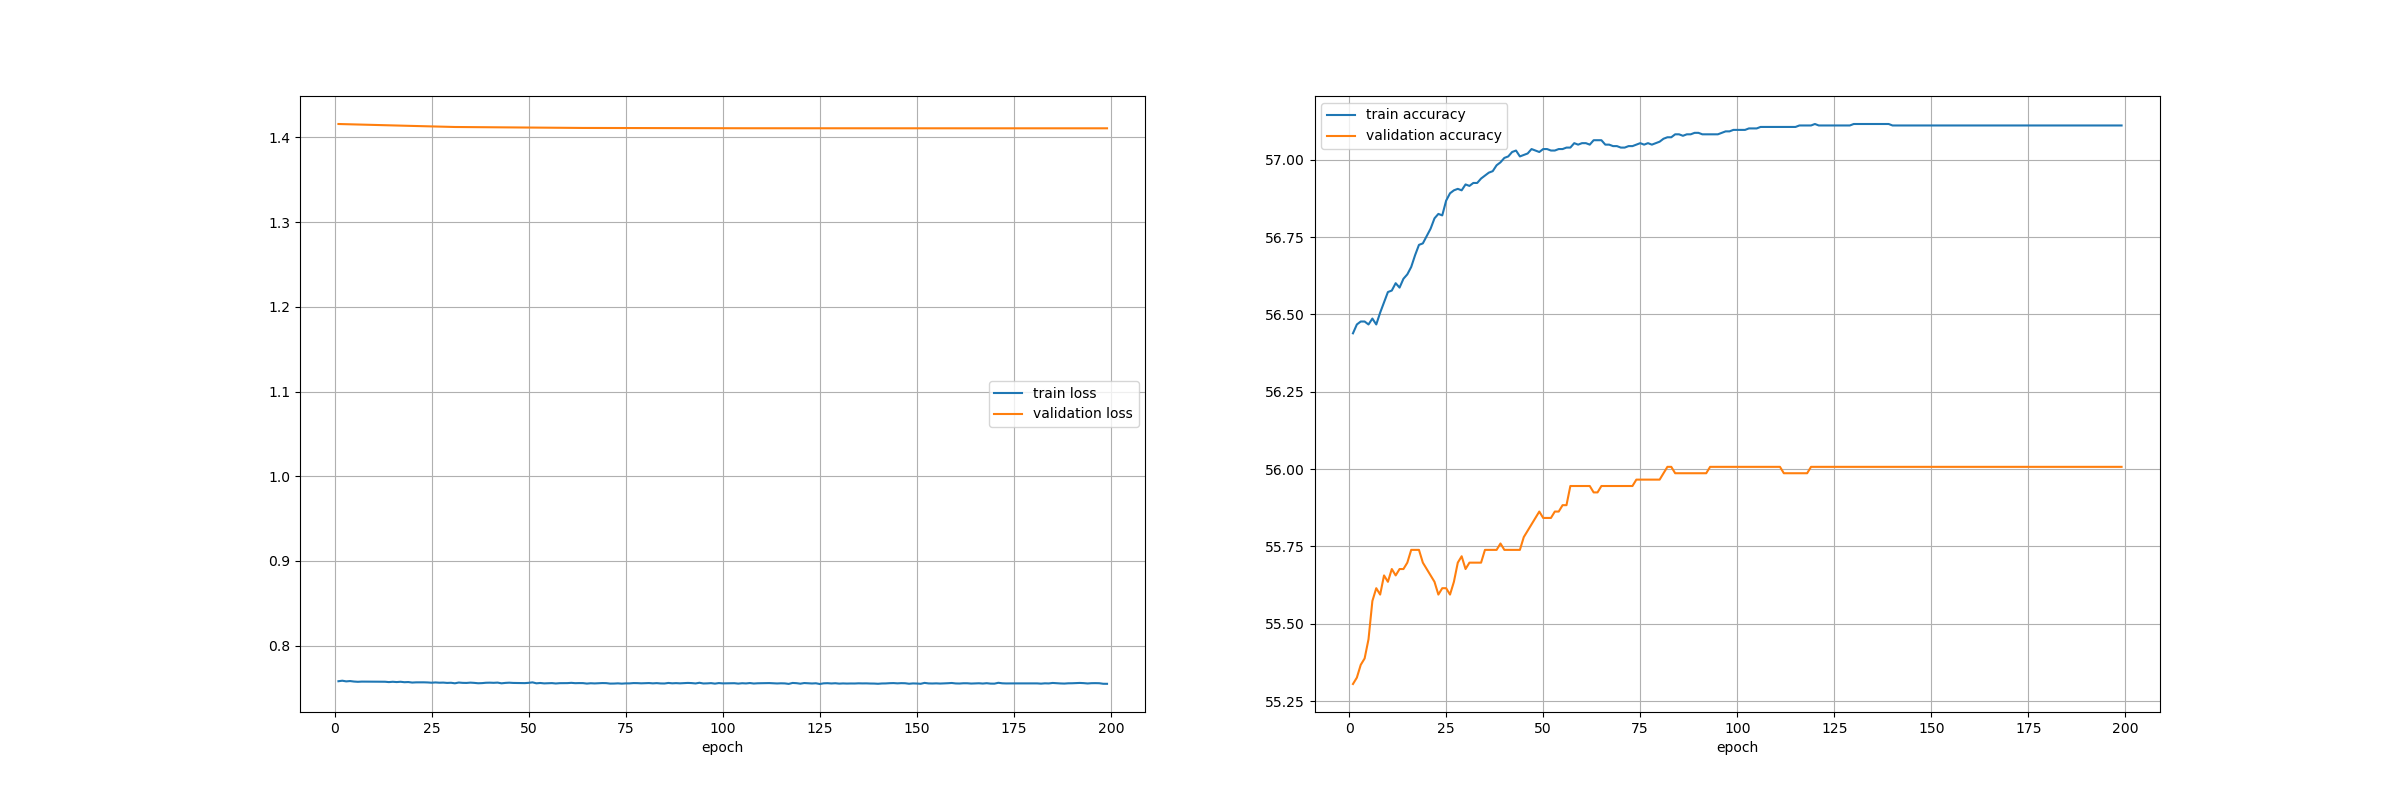 1.4
1.3
1.2
1.1
1.0
0.9
0.8
0 25 50 75 100 125 150 175 200
epoch
train loss
validation loss
train accuracy
validation accuracy
57.00
56.75
56.50
56.25
56.00
55.75
55.50
55.25
0 25 50 75 100 125 150 175 200
epoch